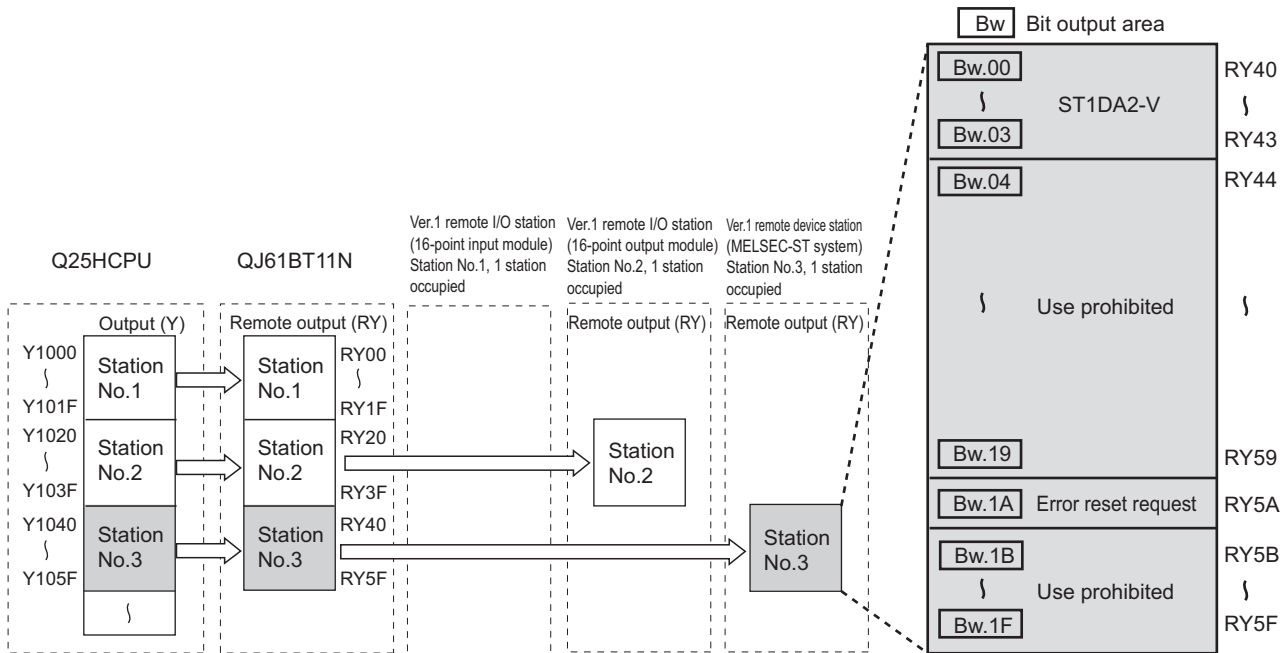 Bw Bit output area
Bw.00
RY40
ST1DA2-V
Bw.03
RY43
Bw.04
RY44
Use prohibited
Bw.19
RY59
Bw.1A Error reset request
RY5A
Bw.1B
RY5B
Use prohibited
Bw.1F
RY5F
Q25HCPU
QJ61BT11N
Ver.1 remote I/O station
(16-point input module)
Station No.1, 1 station
occupied
Ver.1 remote I/O station
(16-point output module)
Station No.2, 1 station
occupied
Ver.1 remote device station
(MELSEC-ST system)
Station No.3, 1 station
occupied
Output (Y)
Remote output (RY)
Remote output (RY)
Remote output (RY)
Y1000
Y101F
Station
No.1
Station
No.1
RY00
RY1F
Y1020
Y103F
Station
No.2
Station
No.2
RY20
RY3F
Station
No.2
Y1040
Y105F
Station
No.3
Station
No.3
RY40
RY5F
Station
No.3